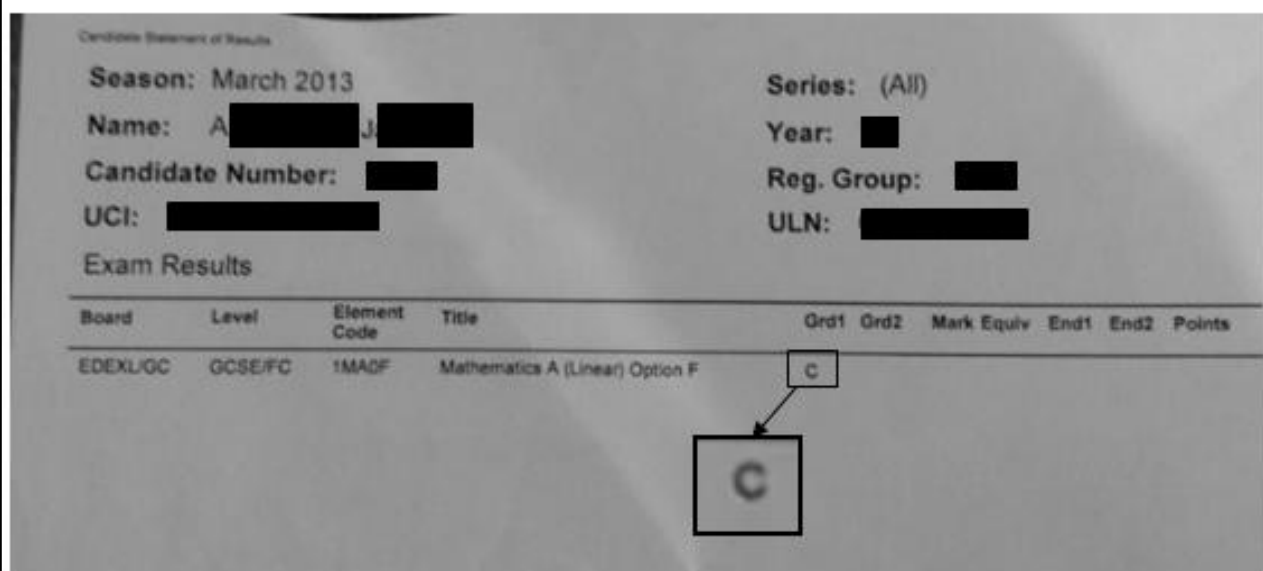 Candidate Statement of Results
Season: March 2013 Series: (All)
Name: A J Year:
Candidate Number: Reg. Group:
UCI: ULN:
Exam Results
Board Level Element Code Title Grd1 Grd2 Mark Equiv End1 End2 Points
EDEXL/GC GCSE/FC 1MA0F Mathematics A (Linear) Option F C
C